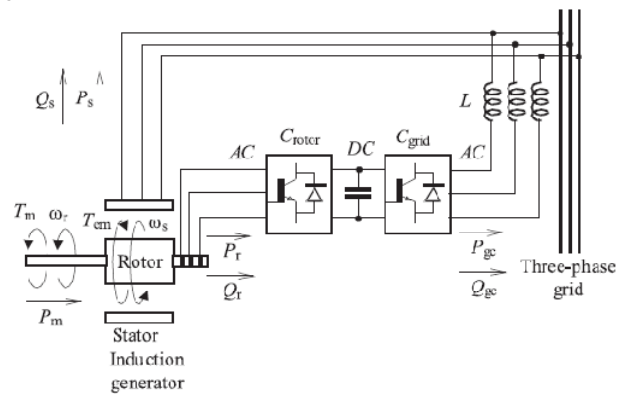 Qs Ps
L
Crotor
Cgrid
AC
DC
AC
Tm ωr Tem ωs
Rotor
Pr
Qr
Pm
Pgc
Qgc
Three-phase
grid
Stator
Induction
generator